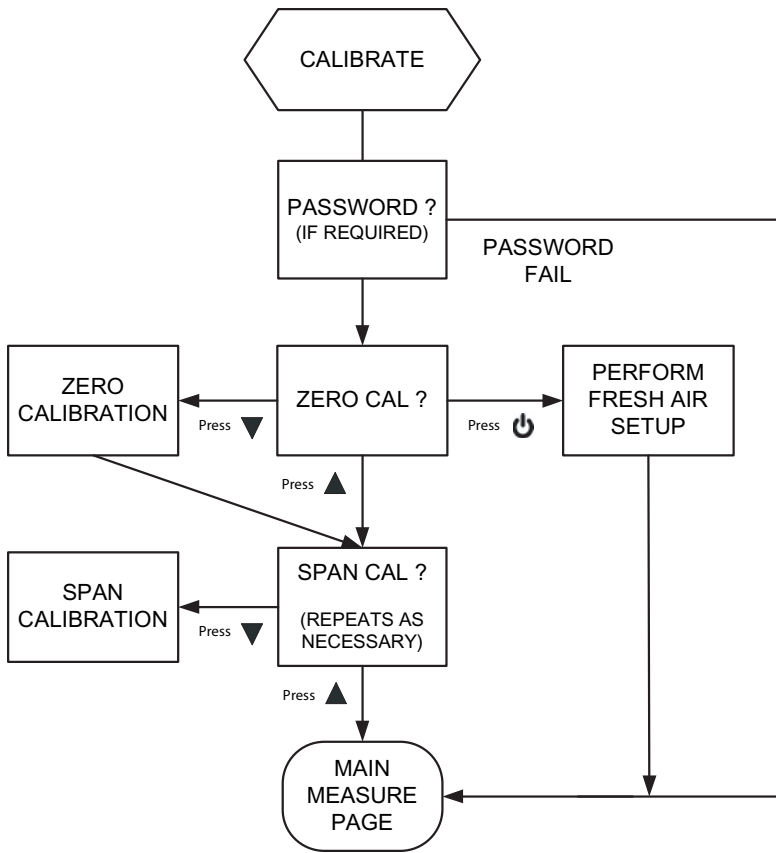 CALIBRATE
PASSWORD ?
(IF REQUIRED)
PASSWORD
FAIL
ZERO
CALIBRATION
Press
ZERO CAL ?
Press
PERFORM
FRESH AIR
SETUP
Press
SPAN
CALIBRATION
Press
SPAN CAL ?
(REPEATS AS
NECESSARY)
Press
MAIN
MEASURE
PAGE